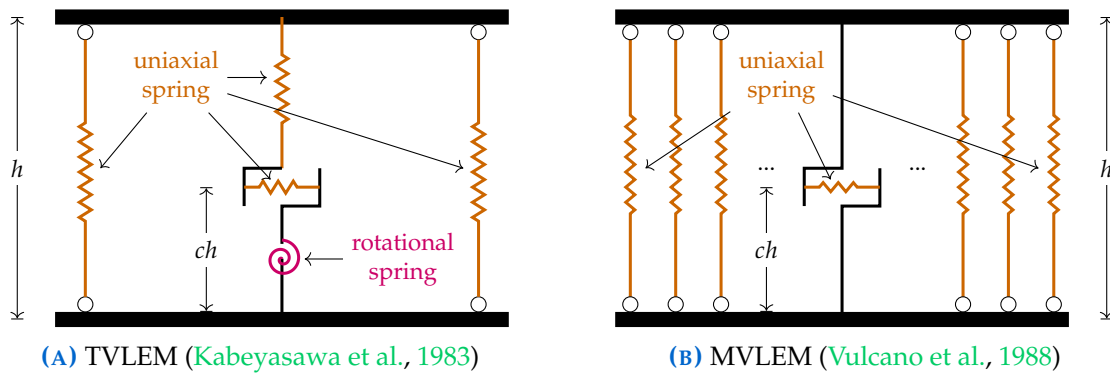 uniaxial
spring
h
ch
rotational
spring
(A) TVLEM (Kabeyasawa et al., 1983)
uniaxial
spring
...
...
h
ch
(B) MVLEM (Vulcano et al., 1988)